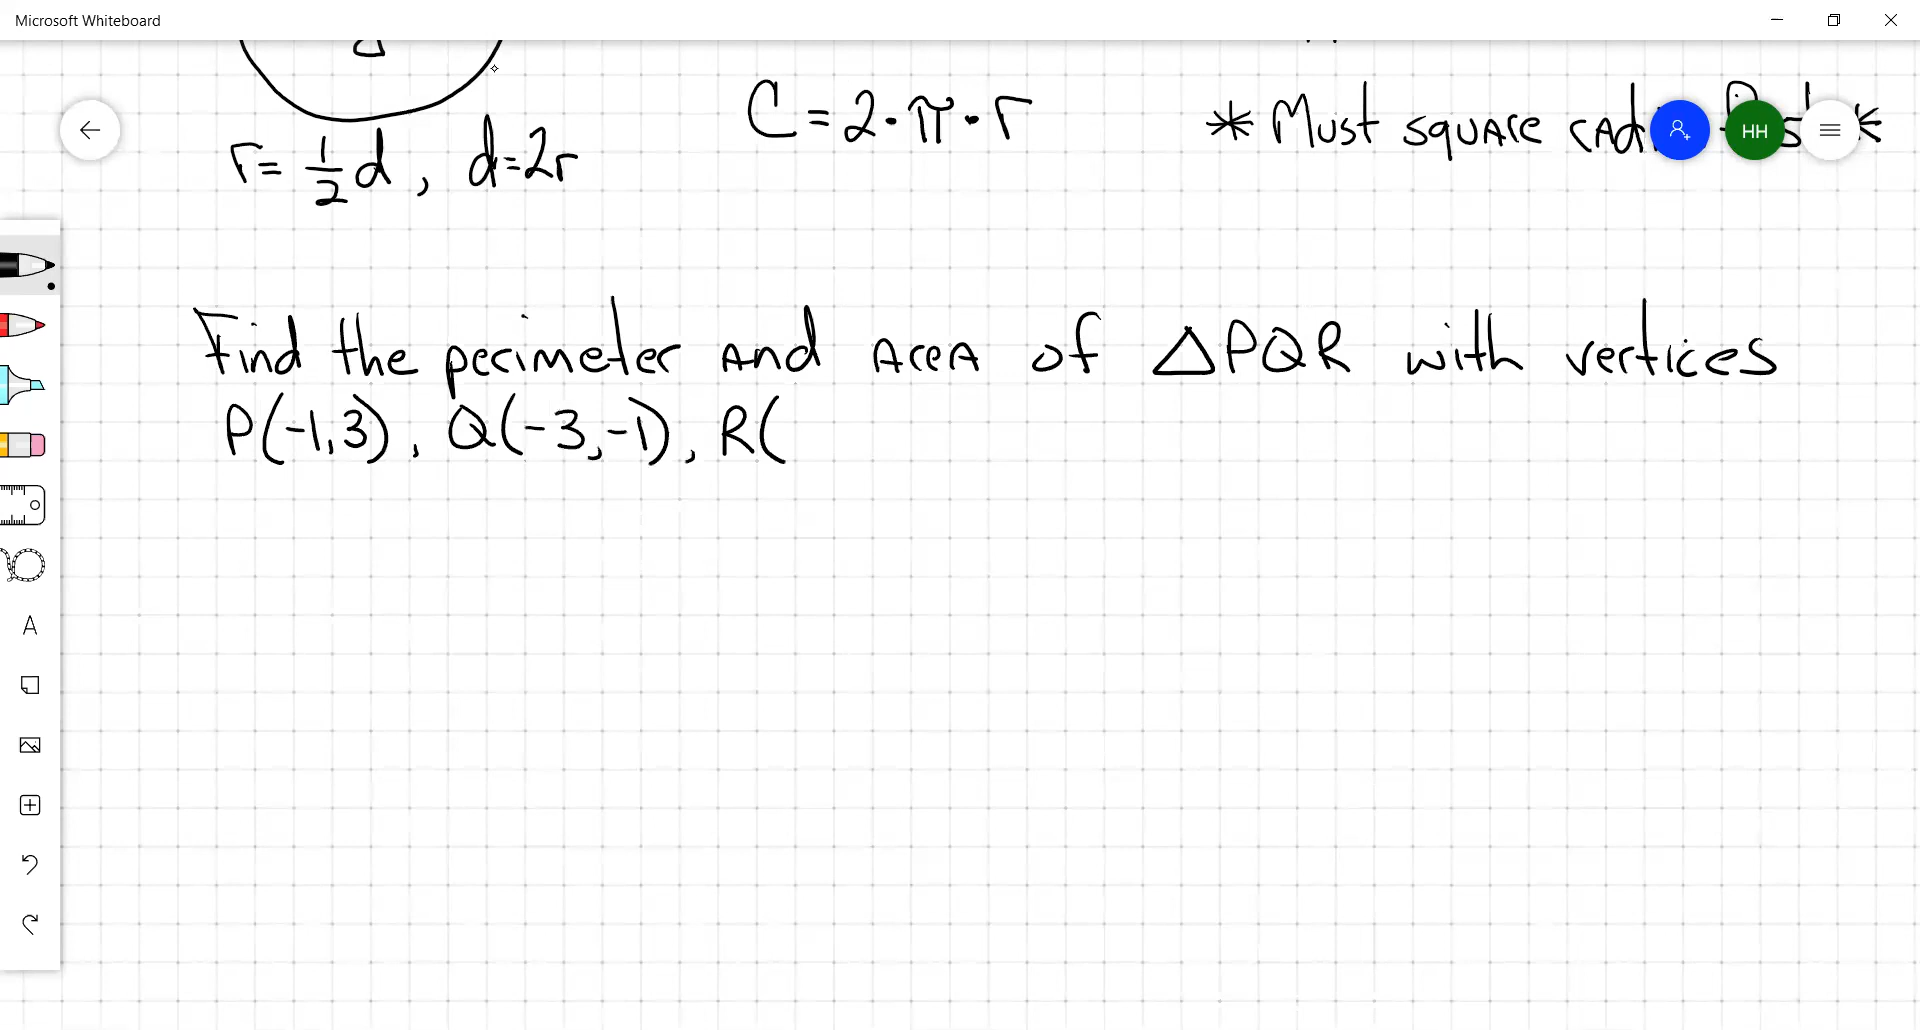 Microsoft Whiteboard
C = 2 · π · r
* Must square
r = 1/2 d , d = 2r
HH
Find the perimeter and area of △PQR with vertices
P(-1,3), Q(-3,-1), R(
A